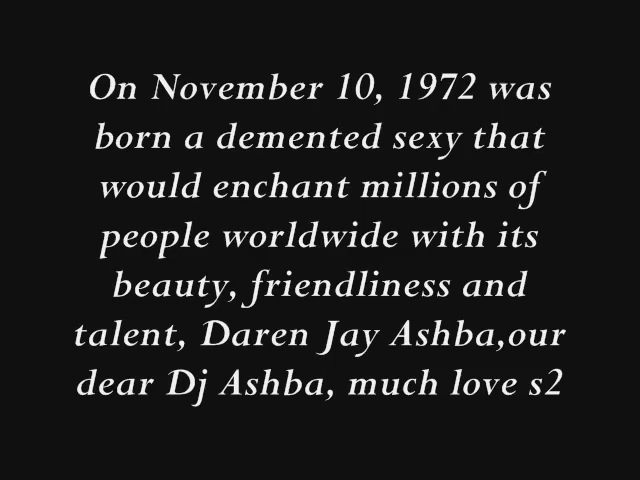 On November 10, 1972 was
born a demented sexy that
would enchant millions of
people worldwide with its
beauty, friendliness and
talent, Daren Jay Ashba,our
dear Dj Ashba, much love s2